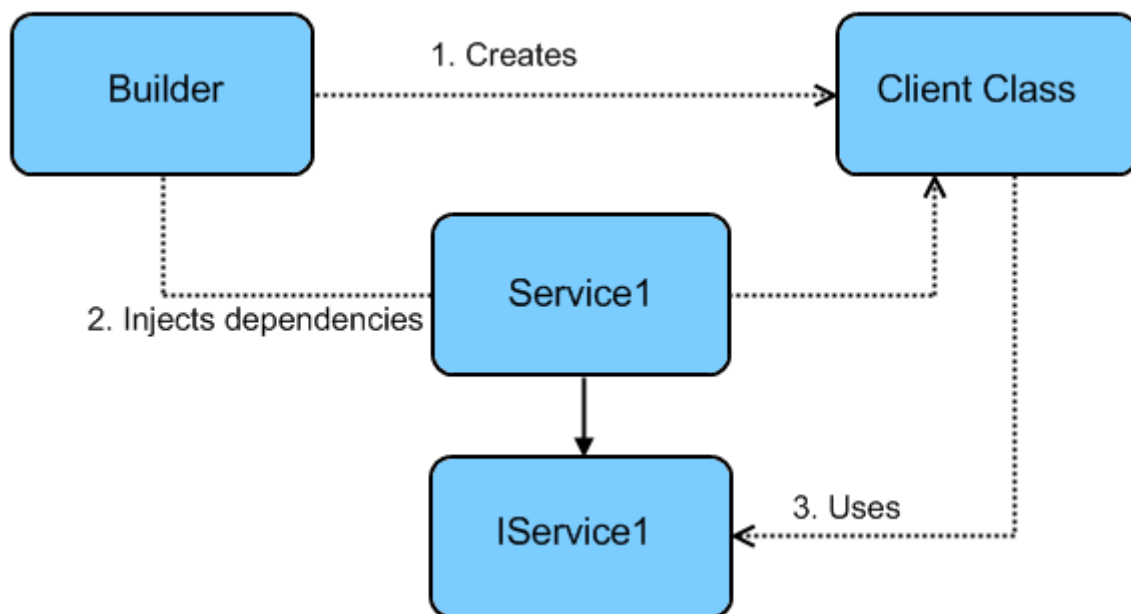 Builder
1. Creates
Client Class
Service1
2. Injects dependencies
IService1
3. Uses